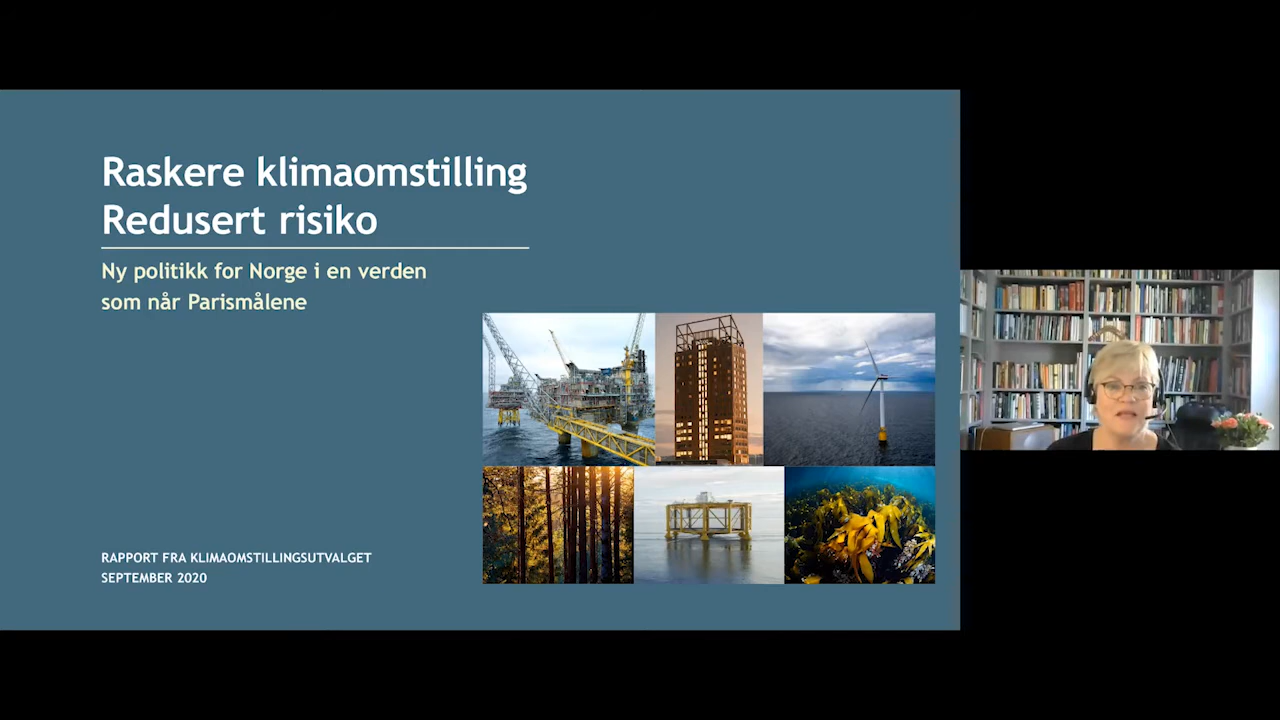 Raskere klimaomstilling
Redusert risiko
Ny politikk for Norge i en verden
som når Parismålene
RAPPORT FRA KLIMAOMSTILLINGSUTVALGET
SEPTEMBER 2020